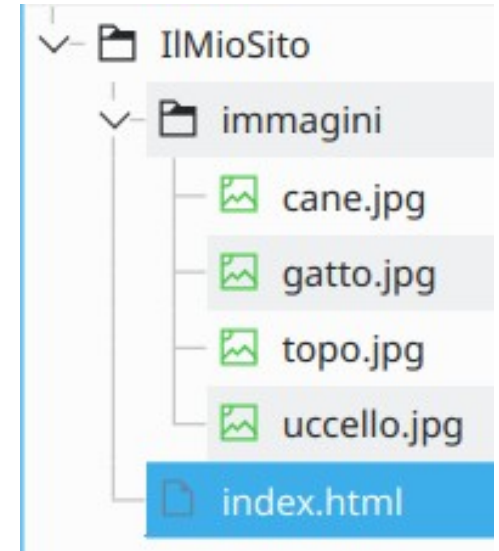 IlMioSito
immagini
cane.jpg
gatto.jpg
topo.jpg
uccello.jpg
index.html